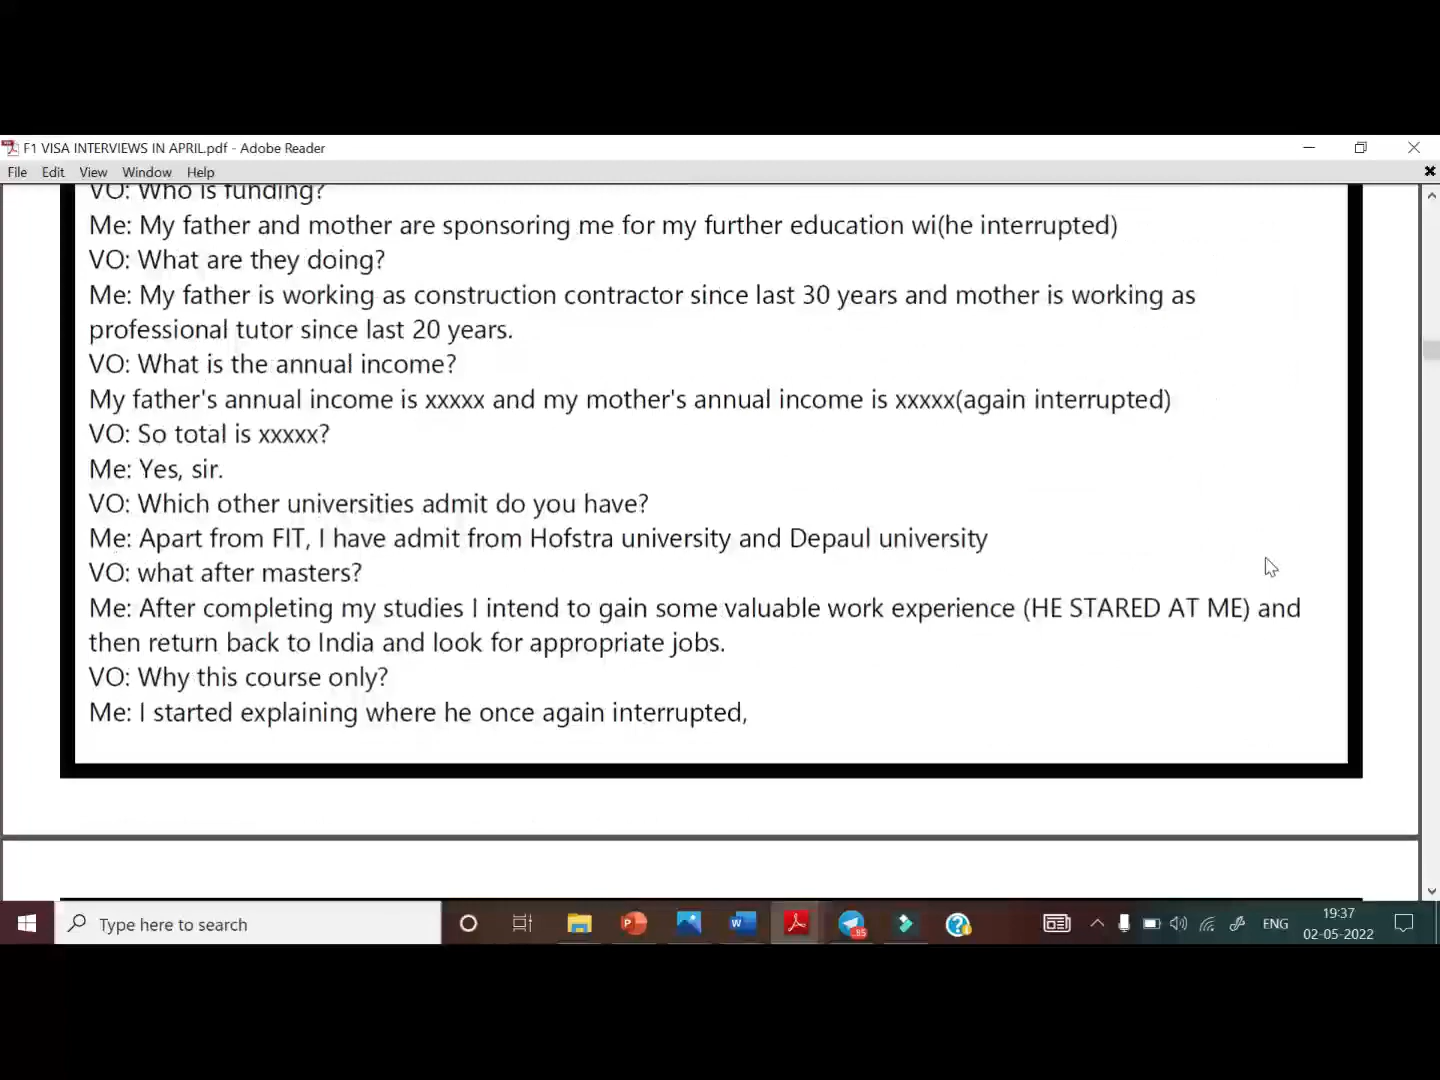 F1 VISA INTERVIEWS IN APRIL.pdf - Adobe Reader
File Edit View Window Help
VO: Who is funding?
Me: My father and mother are sponsoring me for my further education wi(he interrupted)
VO: What are they doing?
Me: My father is working as construction contractor since last 30 years and mother is working as
professional tutor since last 20 years.
VO: What is the annual income?
My father's annual income is xxxxx and my mother's annual income is xxxxx(again interrupted)
VO: So total is xxxxx?
Me: Yes, sir.
VO: Which other universities admit do you have?
Me: Apart from FIT, I have admit from Hofstra university and Depaul university
VO: what after masters?
Me: After completing my studies I intend to gain some valuable work experience (HE STARED AT ME) and
then return back to India and look for appropriate jobs.
VO: Why this course only?
Me: I started explaining where he once again interrupted,
Type here to search
ENG
19:37
02-05-2022